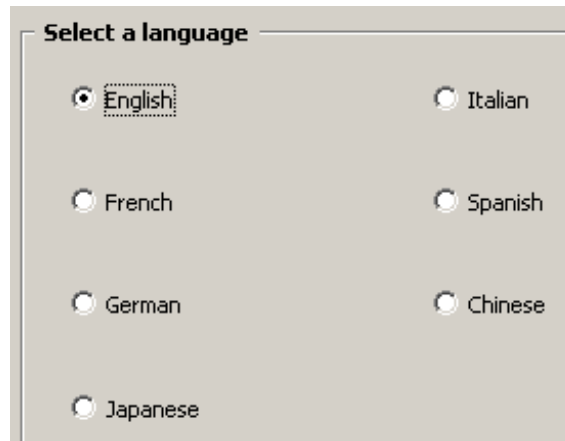 Select a language
English
Italian
French
Spanish
German
Chinese
Japanese